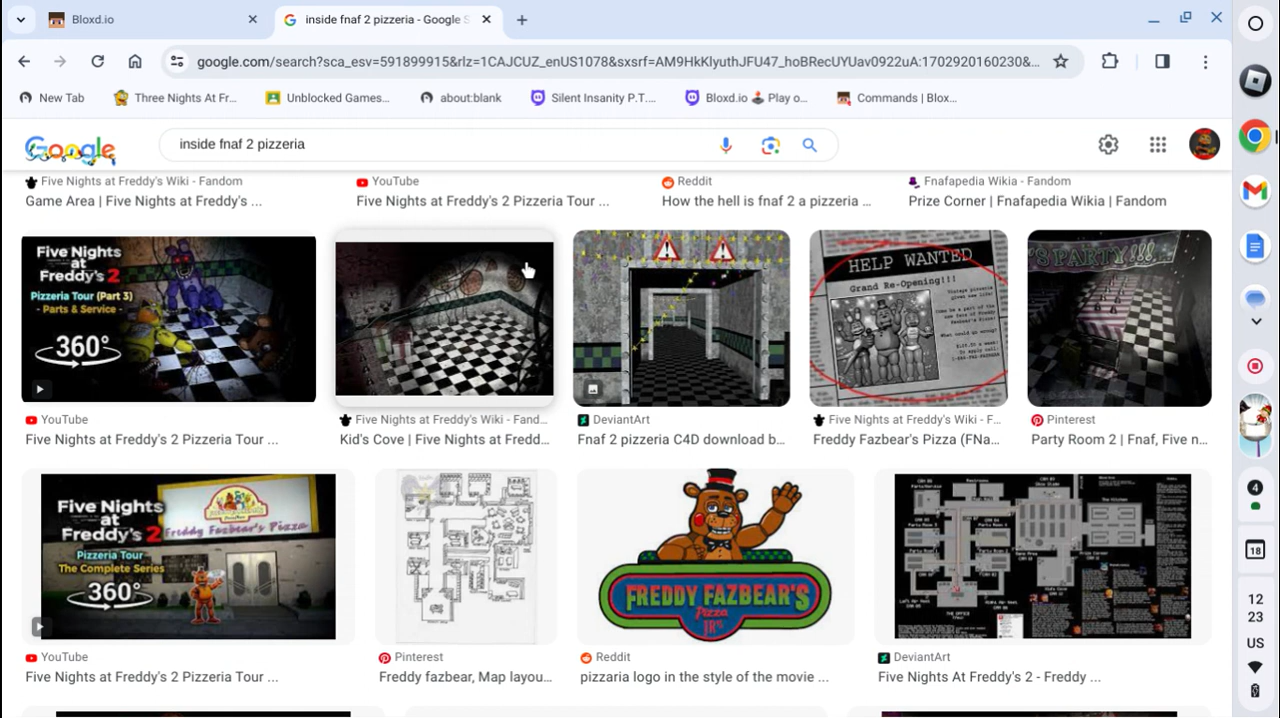 Bloxd.io
inside fnaf 2 pizzeria - Google S
google.com/search?sca_esv=591899915&rlz=1CAJCUZ_enUS1078&sxsrf=AM9HkKlyuthJFU47_hoBRecUYUav0922uA:1702920160230&...
New Tab
Three Nights At Fr...
Unblocked Games...
about:blank
Silent Insanity P.T....
Bloxd.io 🕹️ Play o...
Commands | Blox...
Google
inside fnaf 2 pizzeria
Five Nights at Freddy's Wiki - Fandom
YouTube
Reddit
Fnafapedia Wikia - Fandom
Game Area | Five Nights at Freddy's ...
Five Nights at Freddy's 2 Pizzeria Tour ...
How the hell is fnaf 2 a pizzeria ...
Prize Corner | Fnafapedia Wikia | Fandom
Five Nights
at
Freddy's 2
Pizzeria Tour (Part 3)
- Parts & Service -
360°
HELP WANTED
Grand Re-Opening!!!
'S PARTY!!!
YouTube
Five Nights at Freddy's Wiki - Fand...
DeviantArt
Five Nights at Freddy's Wiki - F...
Pinterest
Five Nights at Freddy's 2 Pizzeria Tour ...
Kid's Cove | Five Nights at Fredd...
Fnaf 2 pizzeria C4D download b...
Freddy Fazbear's Pizza (FNa...
Party Room 2 | Fnaf, Five n...
Five Nights
at
Freddy's
2
Pizzeria Tour
The Complete Series
360°
Freddy Fazbear's Pizza
FREDDY FAZBEAR'S
Pizza
JR's
YouTube
Pinterest
Reddit
DeviantArt
Five Nights at Freddy's 2 Pizzeria Tour ...
Freddy fazbear, Map layou...
pizzaria logo in the style of the movie ...
Five Nights At Freddy's 2 - Freddy ...
4
18
12
23
US